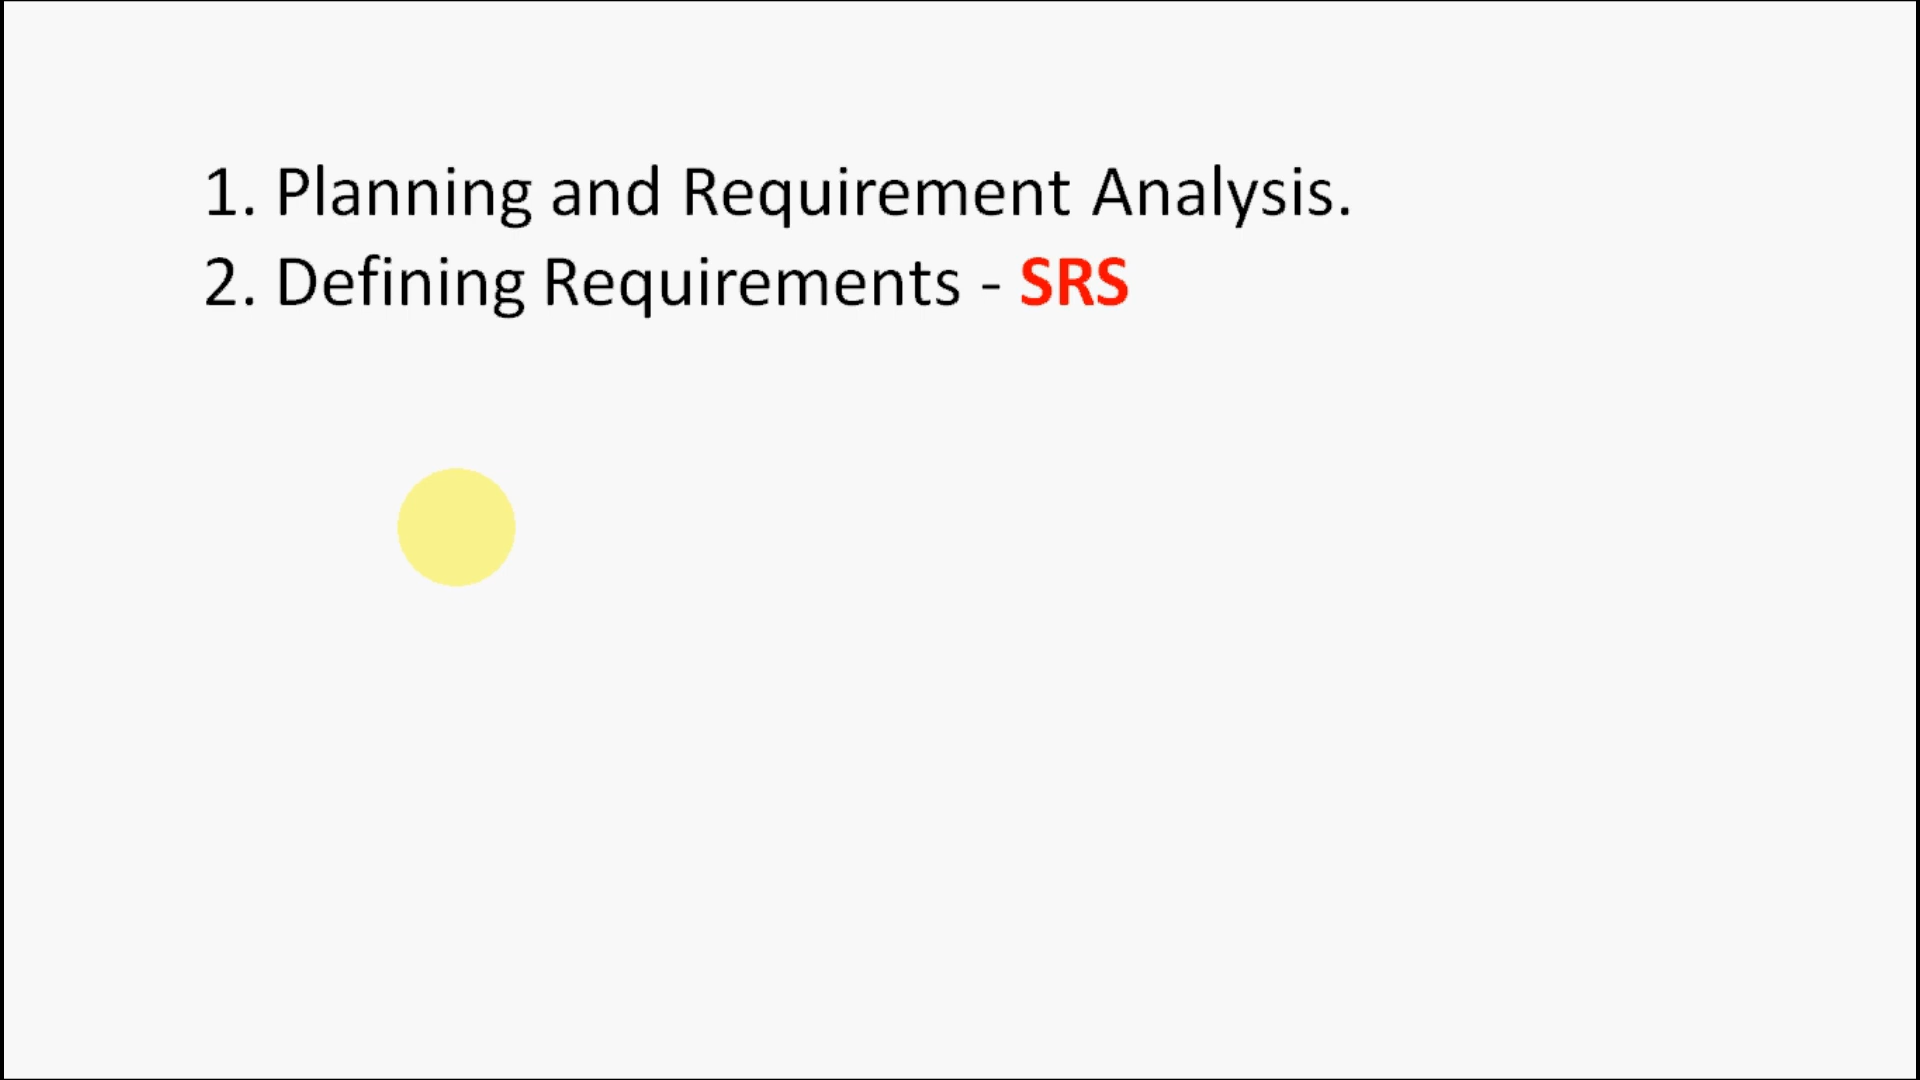 1. Planning and Requirement Analysis.
2. Defining Requirements - SRS